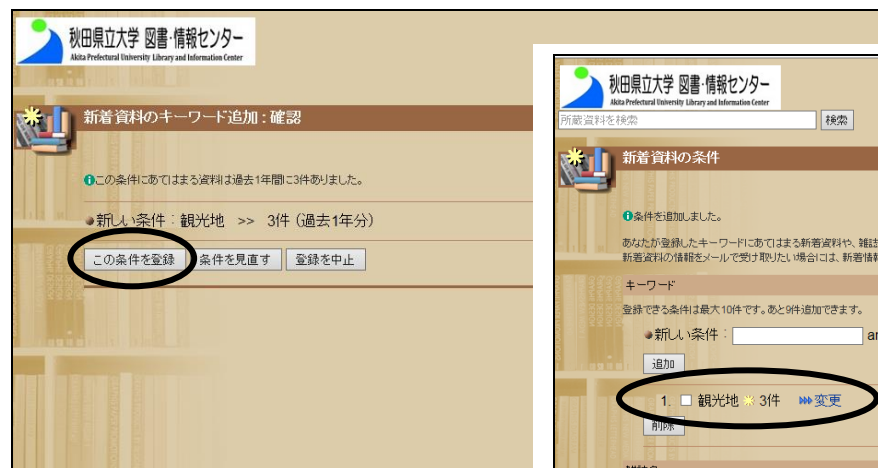 秋田県立大学 図書・情報センター
Akita Prefectural University Library and Information Center
新着資料のキーワード追加：確認
この条件にあてはまる資料は過去1年間に3件ありました。
新しい条件：観光地 >> 3件（過去1年分）
この条件を登録 条件を見直す 登録を中止
秋田県立大学 図書・情報センター
Akita Prefectural University Library and Information Center
所蔵資料を検索 検索
新着資料の条件
条件を追加しました。
あなたが登録したキーワードにあてはまる新着資料や、雑誌
新着資料の情報をメールで受け取りたい場合には、新着情報
キーワード
登録できる条件は最大10件です。あと9件追加できます。
新しい条件：
追加
1. 観光地 3件 変更
削除